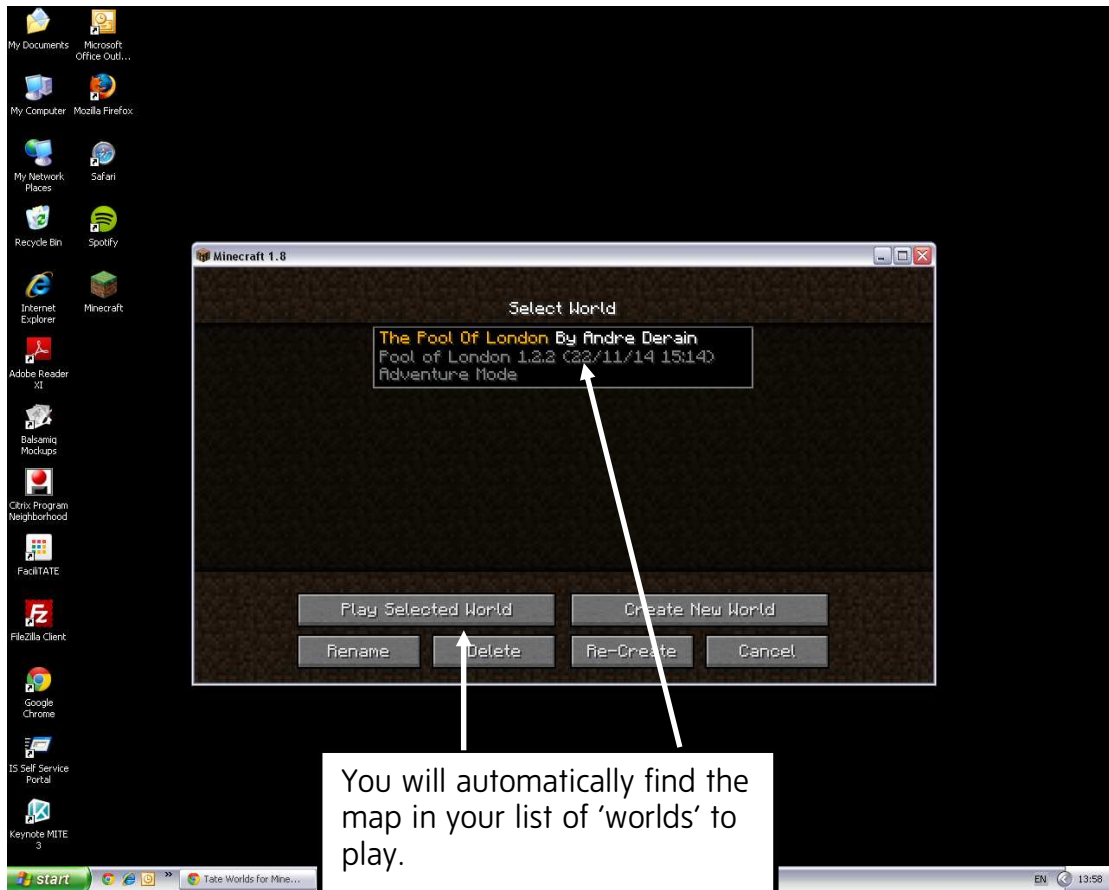 My Documents
Microsoft
Office Outl...
My Computer
Mozilla Firefox
My Network
Places
Safari
Recycle Bin
Spotify
Internet
Explorer
Minecraft
Adobe Reader
XI
Balsamiq
Mockups
Citrix Program
Neighborhood
FaciliTATE
FileZilla Client
Google
Chrome
IS Self Service
Portal
Keynote MITE
3
Minecraft 1.8
Select World
The Pool Of London By Andre Derain
Pool of London 1.2.2 (22/11/14 15:14)
Adventure Mode
Play Selected World
Create New World
Rename
Delete
Re-Create
Cancel
You will automatically find the
map in your list of ‘worlds’ to
play.
start
Tate Worlds for Mine...
EN
13:58